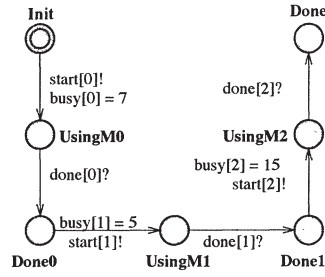 Init
Done
start[0]!
busy[0] = 7
done[2]?
UsingM0
UsingM2
done[0]?
busy[2] = 15
start[2]!
busy[1] = 5
start[1]!
done[1]?
Done0
UsingM1
Done1